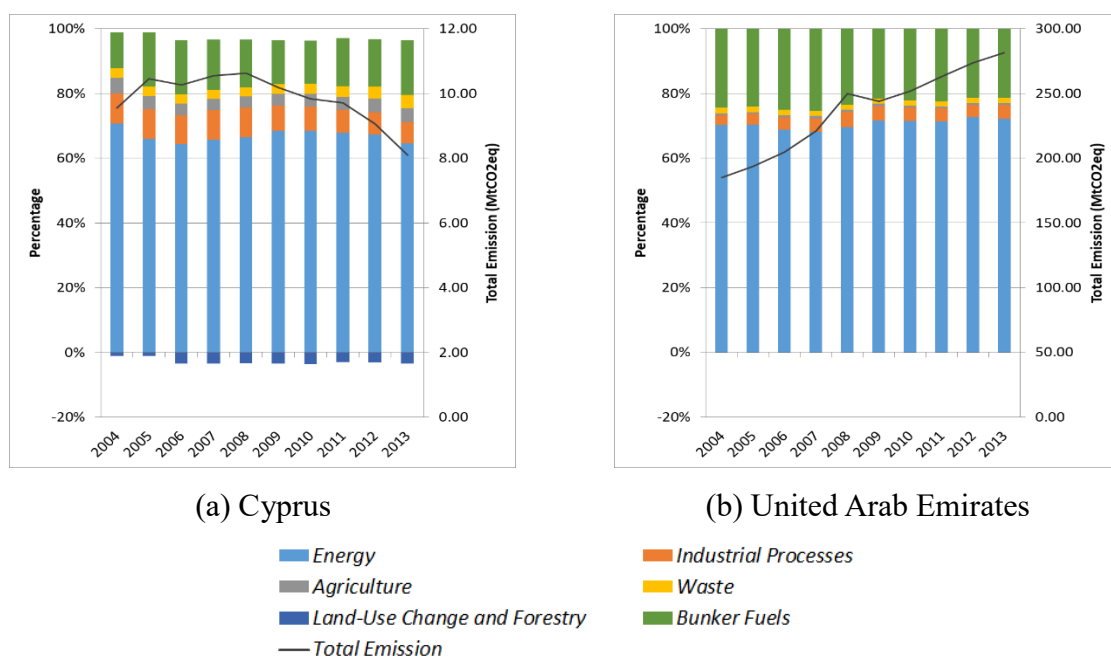 100%
80%
60%
40%
20%
0%
-20%
Percentage
12.00
10.00
8.00
6.00
4.00
2.00
0.00
Total Emission (MtCO2eq)
2004 2005 2006 2007 2008 2009 2010 2011 2012 2013
100%
80%
60%
40%
20%
0%
-20%
Percentage
300.00
250.00
200.00
150.00
100.00
50.00
0.00
Total Emission (MtCO2eq)
2004 2005 2006 2007 2008 2009 2010 2011 2012 2013
(a) Cyprus
(b) United Arab Emirates
Energy
Industrial Processes
Agriculture
Waste
Land-Use Change and Forestry
Bunker Fuels
Total Emission